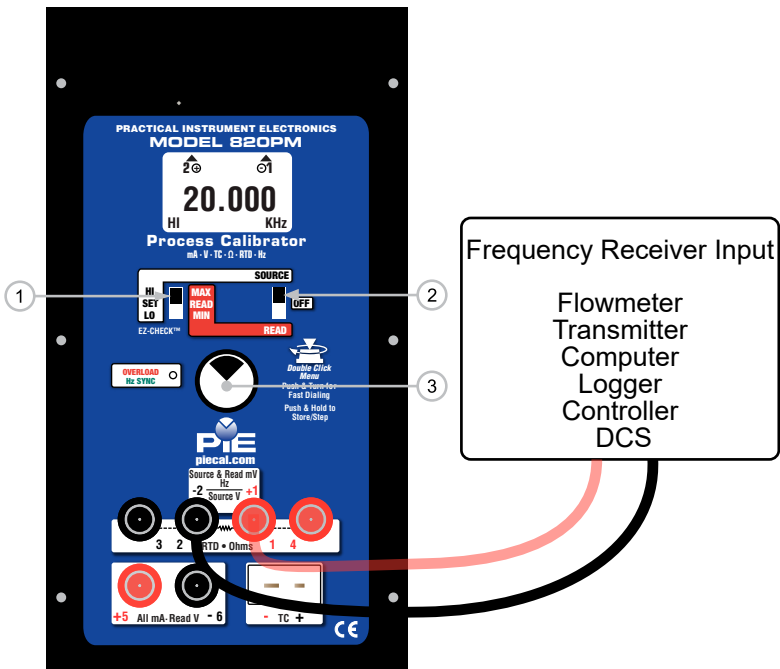 PRACTICAL INSTRUMENT ELECTRONICS
MODEL 820PM
2⊕ ⊖1
20.000
HI KHz
Process Calibrator
mA • V • TC • Ω • RTD • Hz
SOURCE
HI
SET
LO
MAX
READ
MIN
OFF
EZ-CHECK™
READ
1
2
3
OVERLOAD
Hz SYNC
Double Click
Menu
Push & Turn for
Fast Dialing
Push & Hold to
Store/Step
PIE
piecal.com
Source & Read mV
Hz
-2 +1
Source V
3 2 RTD • Ohms 1 4
+5 All mA-Read V - 6
- TC +
CE
Frequency Receiver Input
Flowmeter
Transmitter
Computer
Logger
Controller
DCS